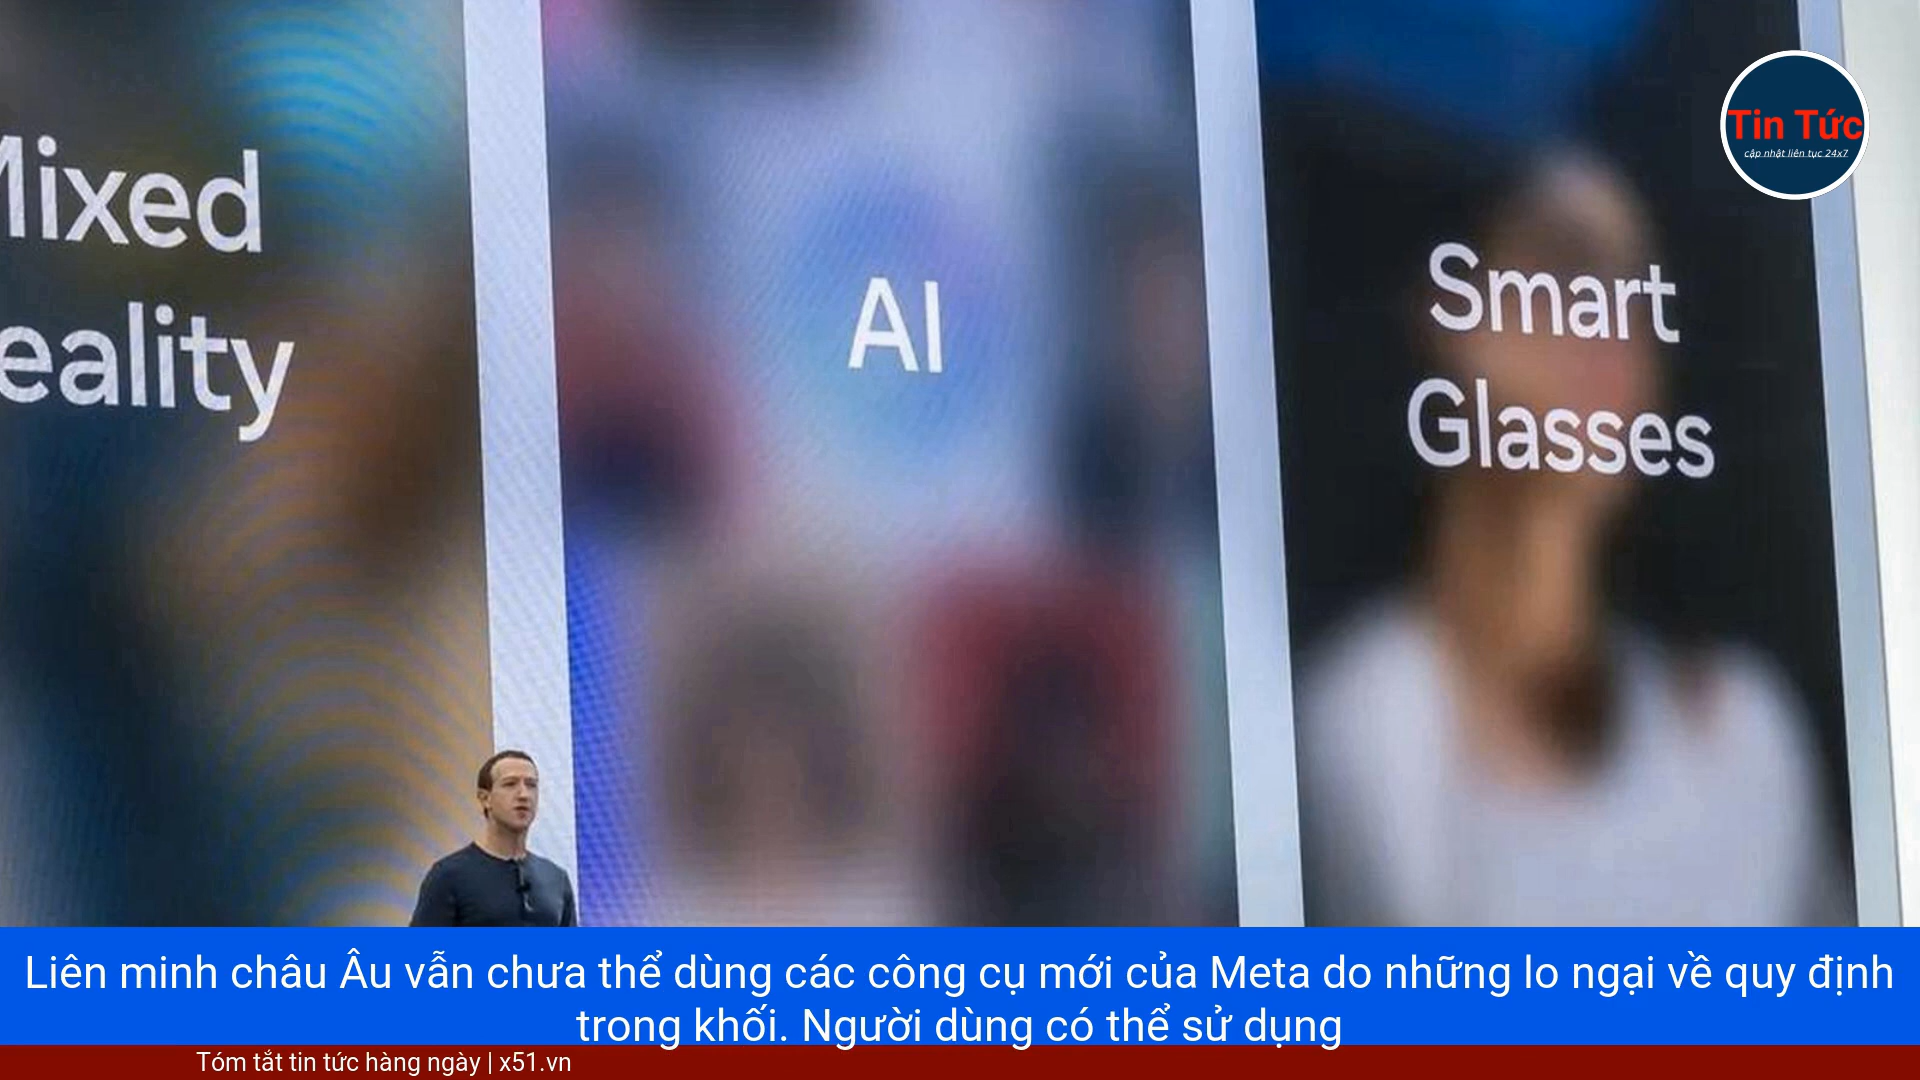 Mixed
eality
AI
Smart
Glasses
Tin Tức
cập nhật liên tục 24x7
Liên minh châu Âu vẫn chưa thể dùng các công cụ mới của Meta do những lo ngại về quy định
trong khối. Người dùng có thể sử dụng
Tóm tắt tin tức hàng ngày | x51.vn